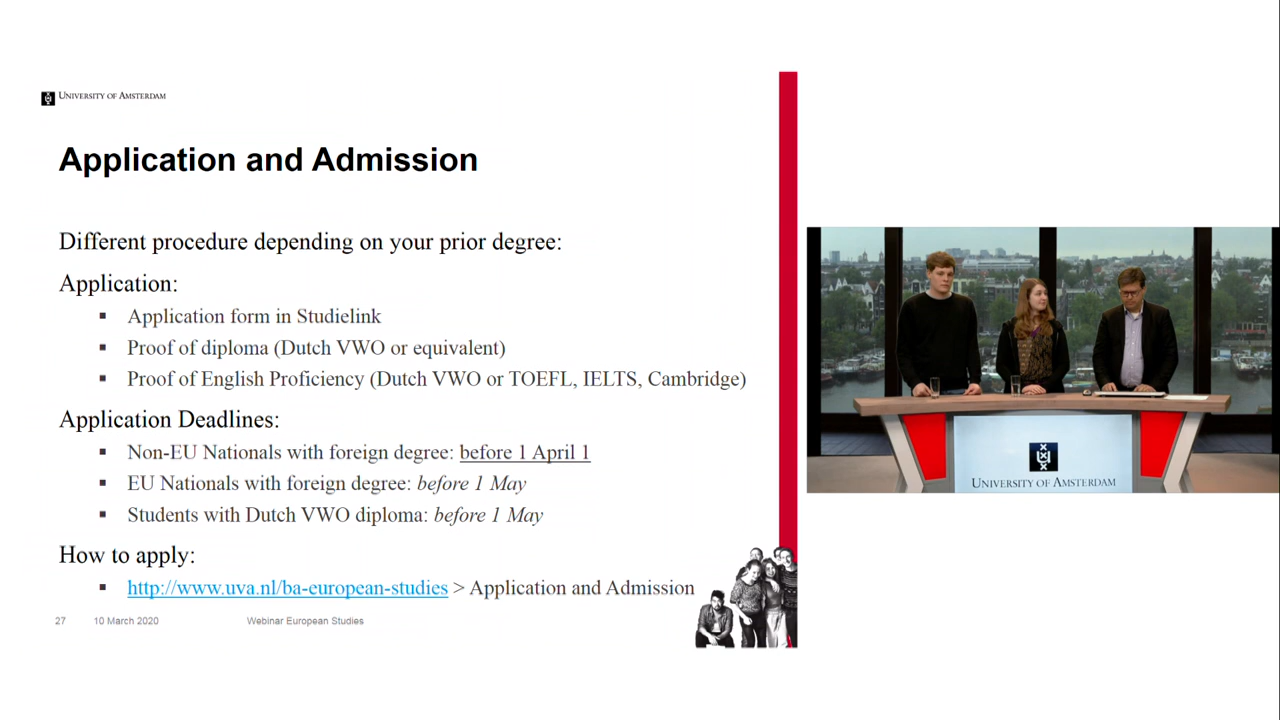 UNIVERSITY OF AMSTERDAM
Application and Admission
Different procedure depending on your prior degree:
Application:
▪ Application form in Studielink
▪ Proof of diploma (Dutch VWO or equivalent)
▪ Proof of English Proficiency (Dutch VWO or TOEFL, IELTS, Cambridge)
Application Deadlines:
▪ Non-EU Nationals with foreign degree: before 1 April 1
▪ EU Nationals with foreign degree: before 1 May
▪ Students with Dutch VWO diploma: before 1 May
How to apply:
▪ http://www.uva.nl/ba-european-studies > Application and Admission
27 10 March 2020 Webinar European Studies
UNIVERSITY OF AMSTERDAM